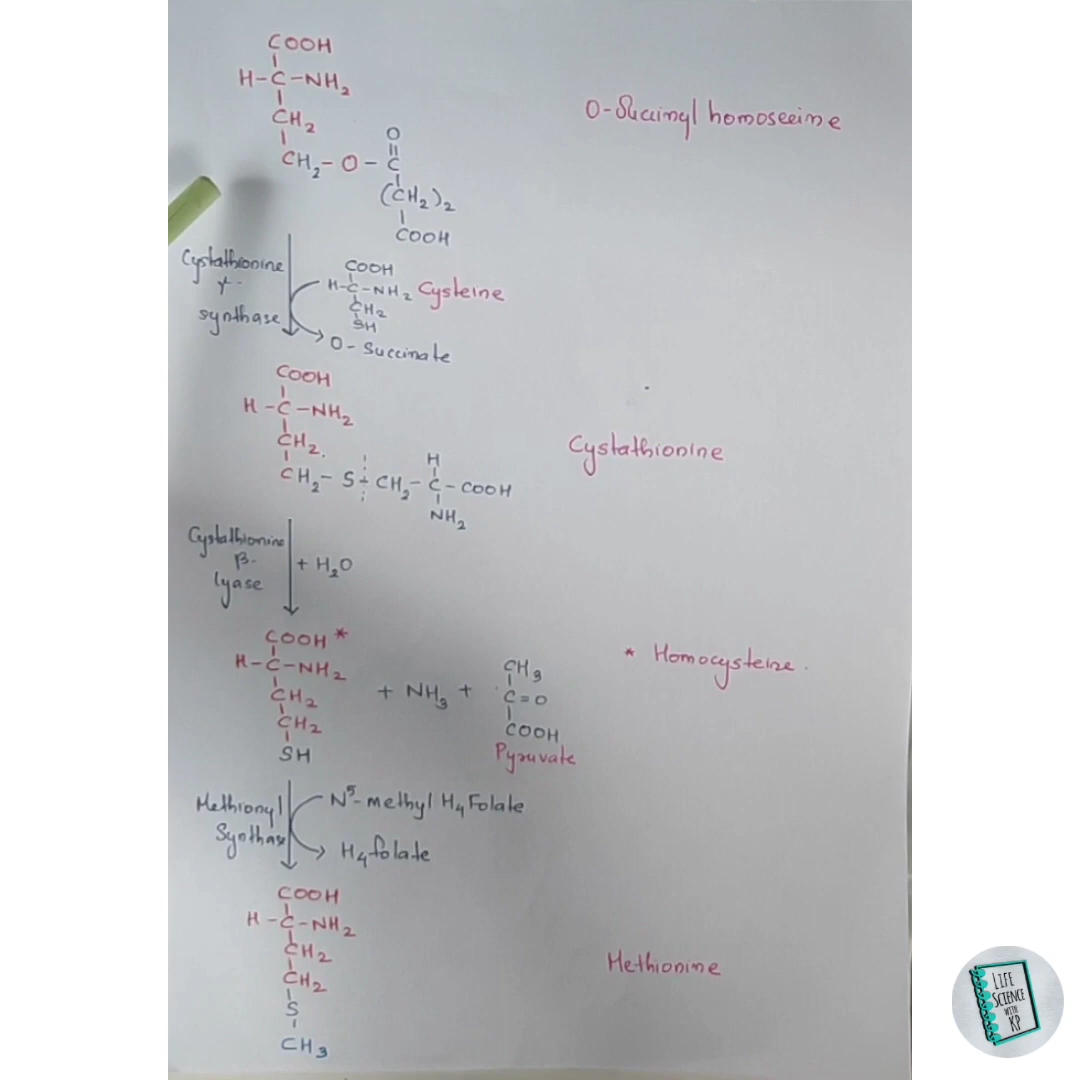 COOH
H-C-NH2
CH2
CH2-O-C
O
(CH2)2
COOH
O-Succinyl homoserine
Cystathionine
γ-
synthase
COOH
H-C-NH2 Cysteine
CH2
SH
O-Succinate
COOH
H-C-NH2
CH2.
CH2-S-CH2-C-COOH
H
NH2
Cystathionine
Cystathionine
β-
lyase
+ H2O
COOH *
H-C-NH2
CH2
CH2
SH
+ NH3 +
CH3
C=O
COOH
Pyruvate
* Homocysteine.
Methionyl
Synthase
N5-methyl H4 Folate
H4 folate
COOH
H-C-NH2
CH2
CH2
S
CH3
Methionine
LIFE
SCIENCE
WITH
KP